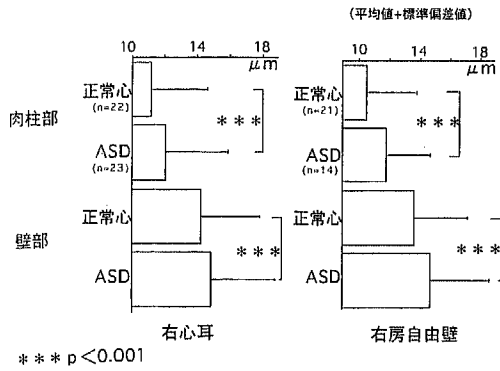 (平均値+標準偏差値)
10 14 18
μm
10 14 18
μm
肉柱部
正常心
(n=22)
***
ASD
(n=23)
正常心
(n=21)
***
ASD
(n=14)
壁部
正常心
***
ASD
正常心
***
ASD
右心耳
右房自由壁
***p<0.001